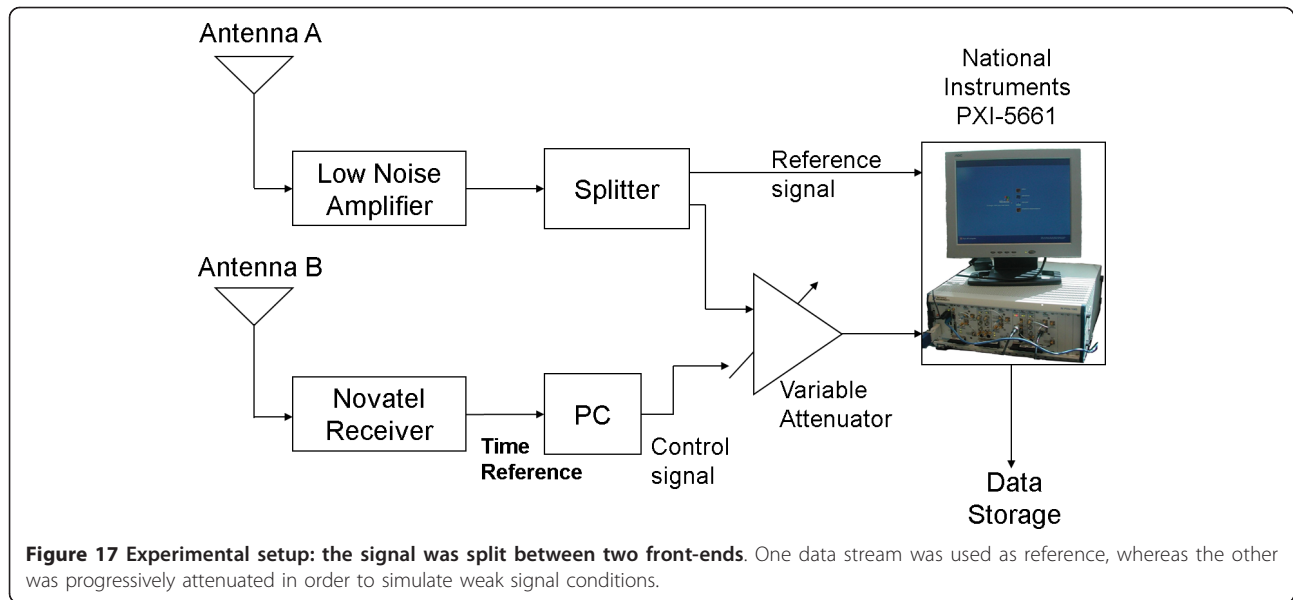 Antenna A
National
Instruments
PXI-5661
Low Noise
Amplifier
Splitter
Reference
signal
Antenna B
Novatel
Receiver
Time
Reference
PC
Control
signal
Variable
Attenuator
Data
Storage
Figure 17 Experimental setup: the signal was split between two front-ends. One data stream was used as reference, whereas the other
was progressively attenuated in order to simulate weak signal conditions.